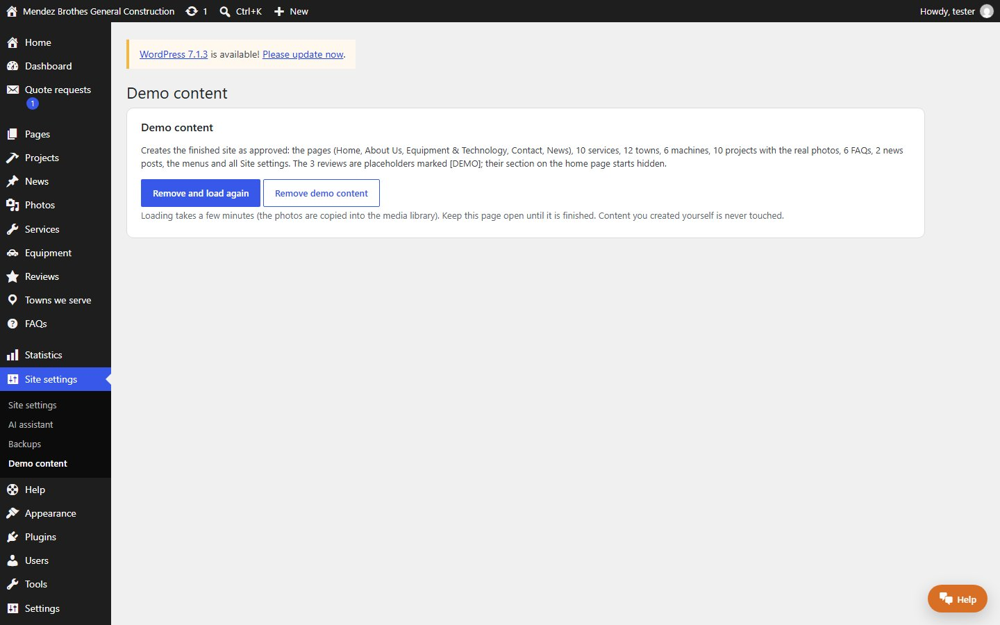 Mendez Brothes General Construction
1
Ctrl+K
New
Howdy, tester
Home
Dashboard
Quote requests
1
Pages
Projects
News
Photos
Services
Equipment
Reviews
Towns we serve
FAQs
Statistics
Site settings
Site settings
AI assistant
Backups
Demo content
Help
Appearance
Plugins
Users
Tools
Settings
WordPress 7.1.3 is available! Please update now.
Demo content
Demo content
Creates the finished site as approved: the pages (Home, About Us, Equipment & Technology, Contact, News), 10 services, 12 towns, 6 machines, 10 projects with the real photos, 6 FAQs, 2 news
posts, the menus and all Site settings. The 3 reviews are placeholders marked [DEMO]; their section on the home page starts hidden.
Remove and load again
Remove demo content
Loading takes a few minutes (the photos are copied into the media library). Keep this page open until it is finished. Content you created yourself is never touched.
Help